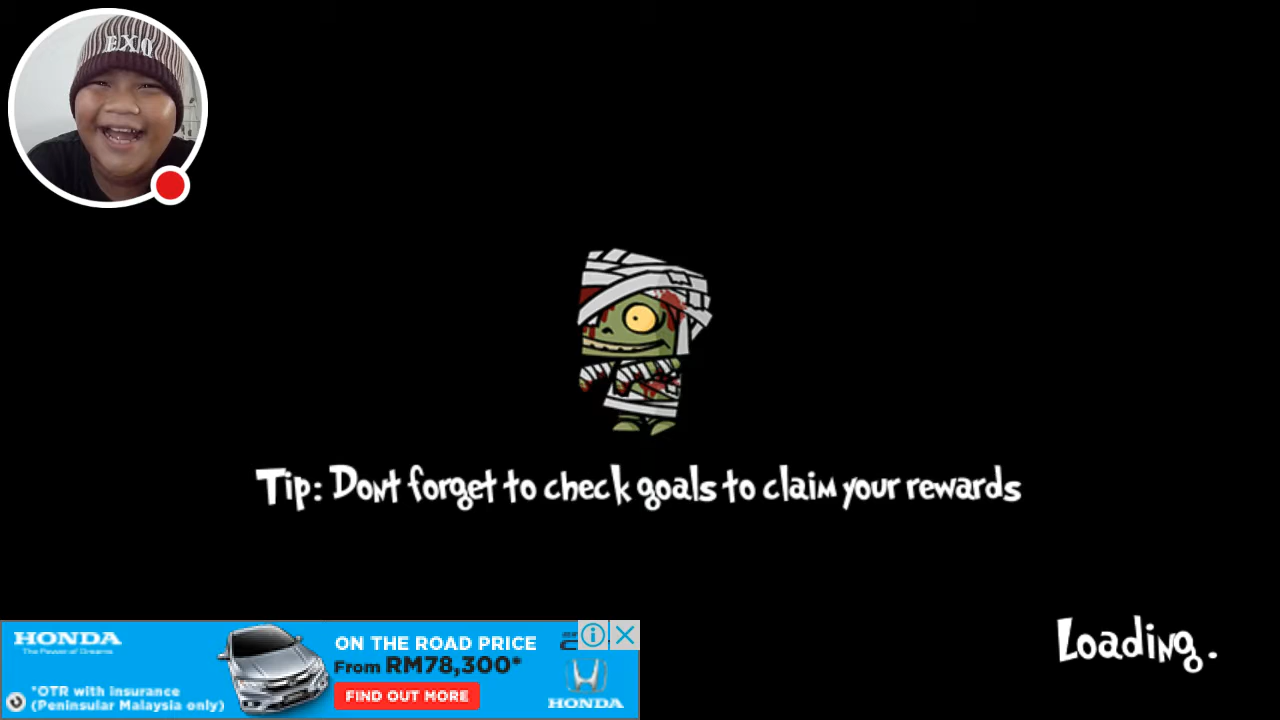 EXO
Tip: Dont forget to check goals to claim your rewards
Loading.
HONDA
The Power of Dreams
ON THE ROAD PRICE
From RM78,300*
FIND OUT MORE
*OTR with insurance
(Peninsular Malaysia only)
HONDA